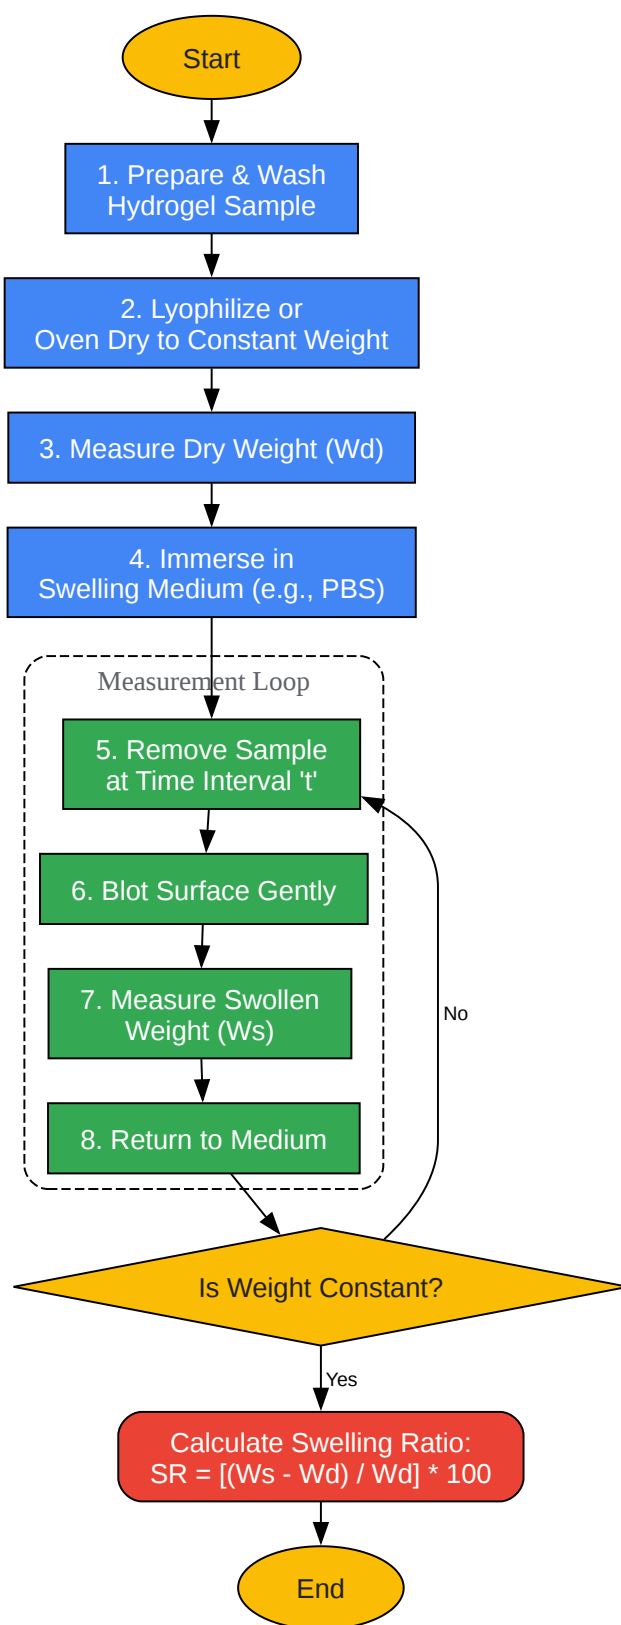 Start
1. Prepare & Wash
Hydrogel Sample
2. Lyophilize or
Oven Dry to Constant Weight
3. Measure Dry Weight (Wd)
4. Immerse in
Swelling Medium (e.g., PBS)
Measurement Loop
5. Remove Sample
at Time Interval 't'
6. Blot Surface Gently
7. Measure Swollen
Weight (Ws)
8. Return to Medium
No
Is Weight Constant?
Yes
Calculate Swelling Ratio:
SR = [(Ws - Wd) / Wd] * 100
End